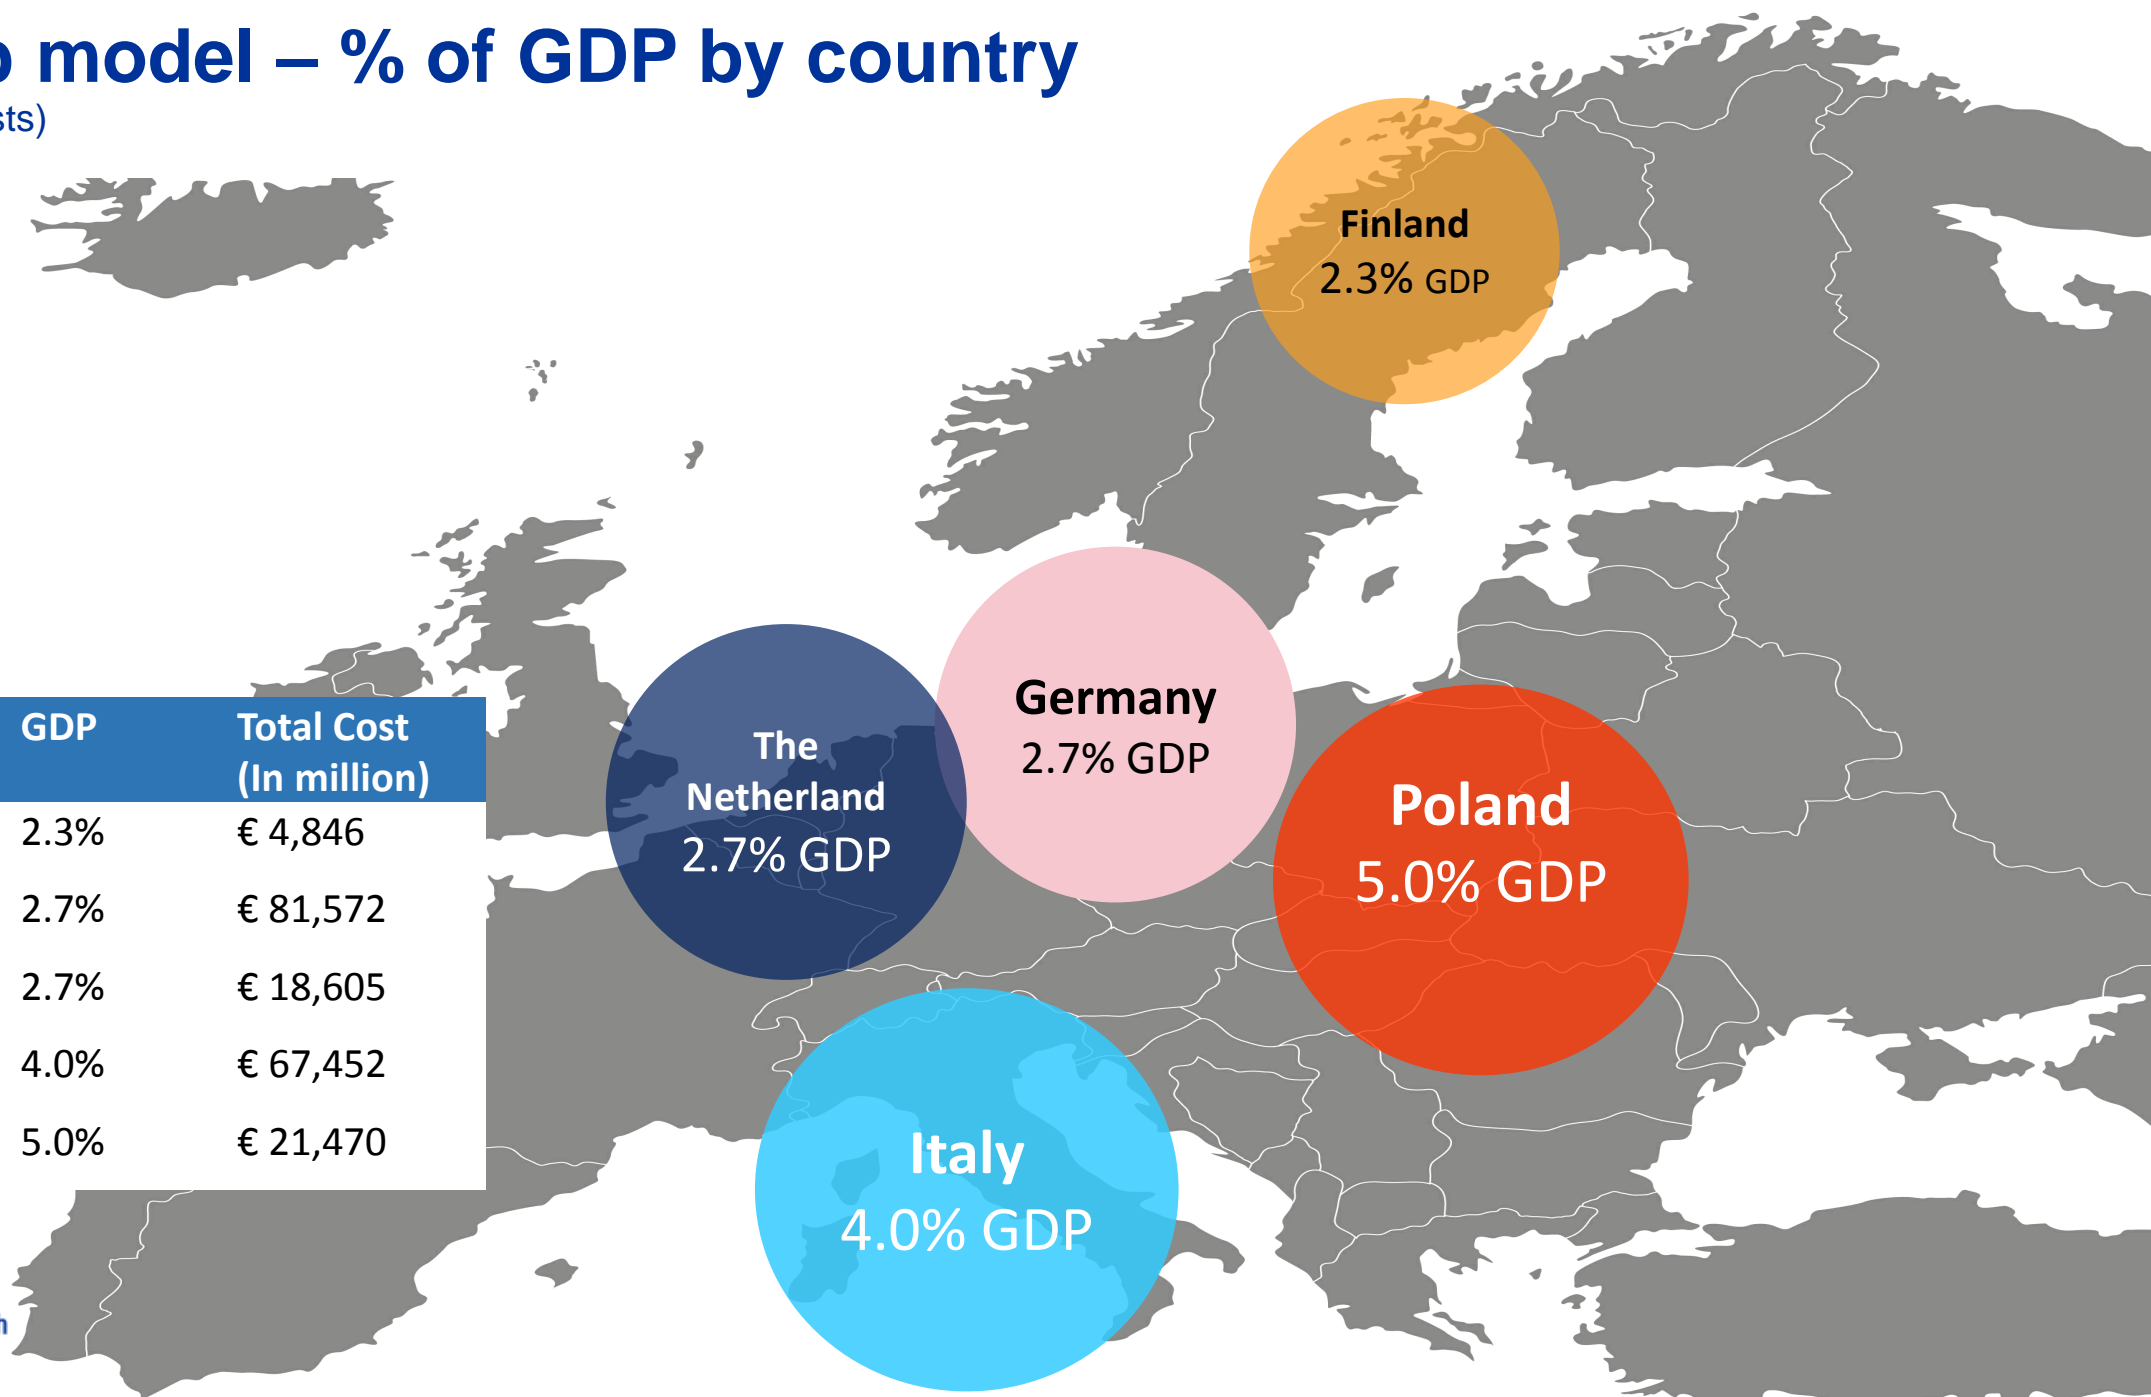 model – % of GDP by country
Finland
2.3% GDP
Germany
2.7% GDP
The
Netherland
2.7% GDP
Poland
5.0% GDP
Italy
4.0% GDP
GDP Total Cost
(In million)
2.3% € 4,846
2.7% € 81,572
2.7% € 18,605
4.0% € 67,452
5.0% € 21,470